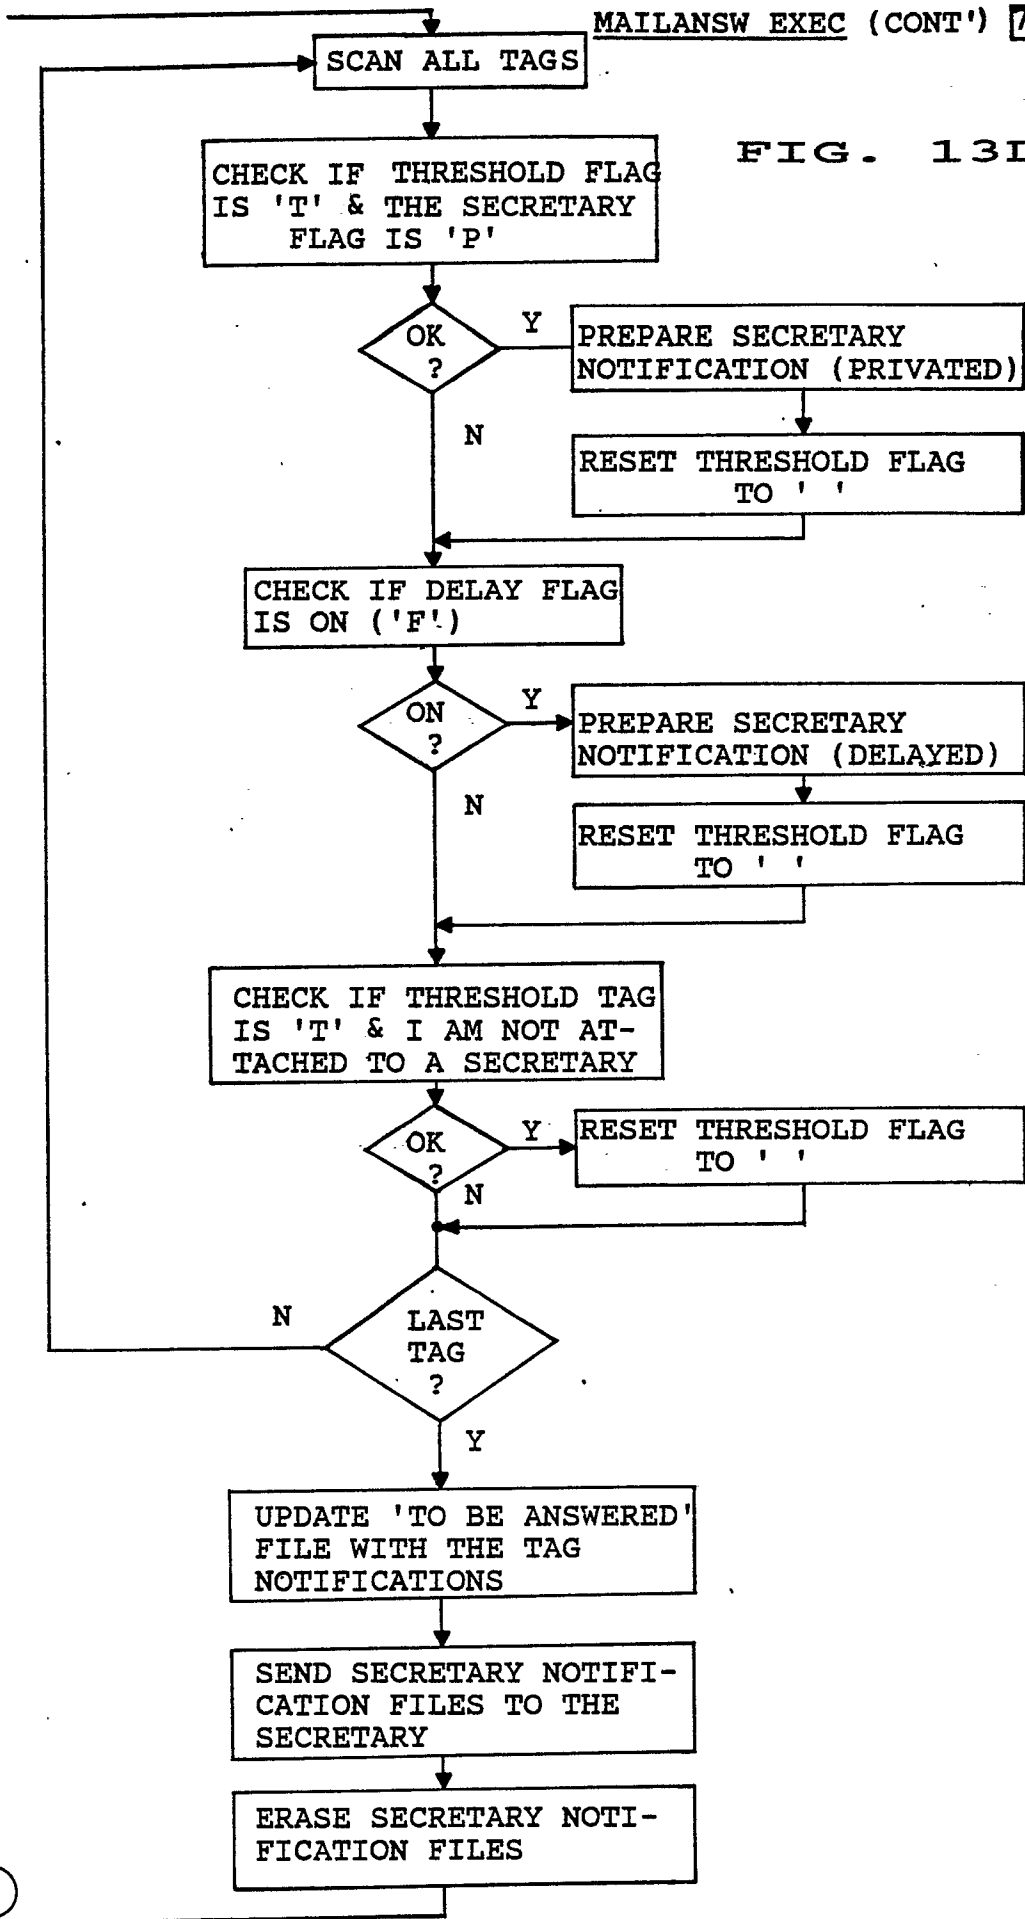 MAILANSW EXEC (CONT') 7
SCAN ALL TAGS
FIG. 13D
CHECK IF THRESHOLD FLAG
IS 'T' & THE SECRETARY
FLAG IS 'P'
OK
?
Y
PREPARE SECRETARY
NOTIFICATION (PRIVATED)
N
RESET THRESHOLD FLAG
TO ' '
CHECK IF DELAY FLAG
IS ON ('F')
ON
?
Y
PREPARE SECRETARY
NOTIFICATION (DELAYED)
N
RESET THRESHOLD FLAG
TO ' '
CHECK IF THRESHOLD TAG
IS 'T' & I AM NOT AT-
TACHED TO A SECRETARY
OK
?
Y
RESET THRESHOLD FLAG
TO ' '
N
LAST
TAG
?
N
Y
UPDATE 'TO BE ANSWERED'
FILE WITH THE TAG
NOTIFICATIONS
SEND SECRETARY NOTIFI-
CATION FILES TO THE
SECRETARY
ERASE SECRETARY NOTI-
FICATION FILES